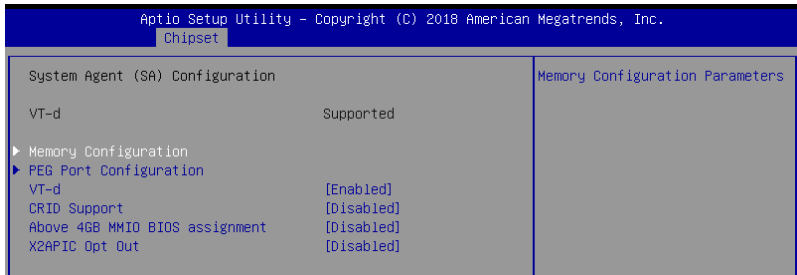 Aptio Setup Utility – Copyright (C) 2018 American Megatrends, Inc.
Chipset
System Agent (SA) Configuration
Memory Configuration Parameters
VT-d Supported
Memory Configuration
PEG Port Configuration
VT-d [Enabled]
CRID Support [Disabled]
Above 4GB MMIO BIOS assignment [Disabled]
X2APIC Opt Out [Disabled]